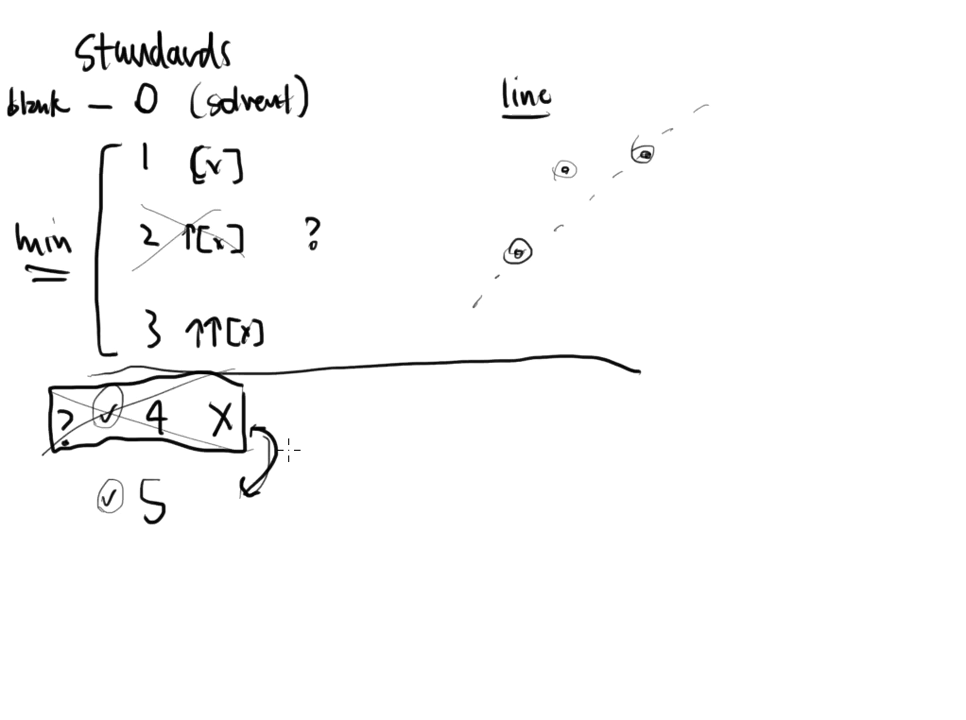 Standards
blank – 0 (solvent)
line
1 [x]
min
2 ↑[x] ?
3 ↑↑[x]
? ✓ 4 X
✓ 5